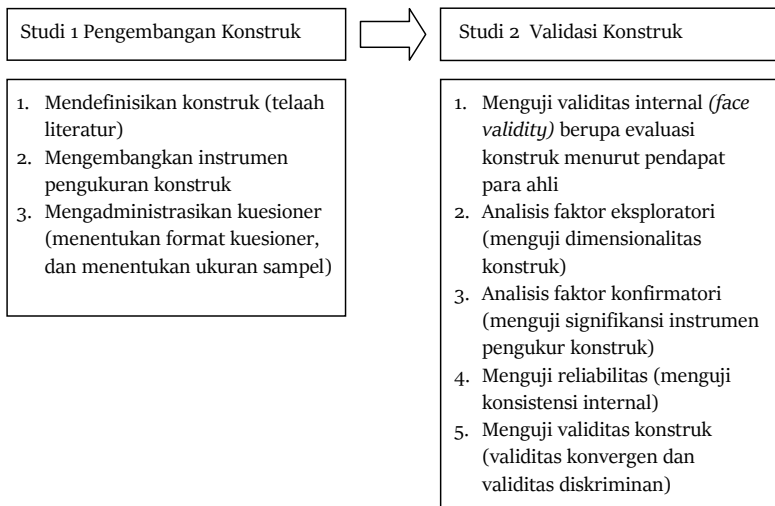 Studi 1 Pengembangan Konstruk
1. Mendefinisikan konstruk (telaah
literatur)
2. Mengembangkan instrumen
pengukuran konstruk
3. Mengadministrasikan kuesioner
(menentukan format kuesioner,
dan menentukan ukuran sampel)
Studi 2 Validasi Konstruk
1. Menguji validitas internal (face
validity) berupa evaluasi
konstruk menurut pendapat
para ahli
2. Analisis faktor eksploratori
(menguji dimensionalitas
konstruk)
3. Analisis faktor konfirmatori
(menguji signifikansi instrumen
pengukur konstruk)
4. Menguji reliabilitas (menguji
konsistensi internal)
5. Menguji validitas konstruk
(validitas konvergen dan
validitas diskriminan)